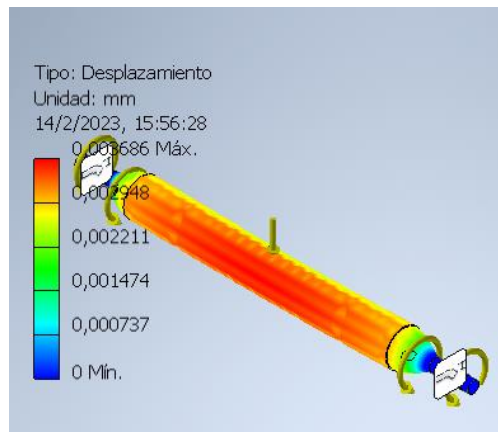 Tipo: Desplazamiento
Unidad: mm
14/2/2023, 15:56:28
0,003686 Máx.
0,002948
0,002211
0,001474
0,000737
0 Mín.